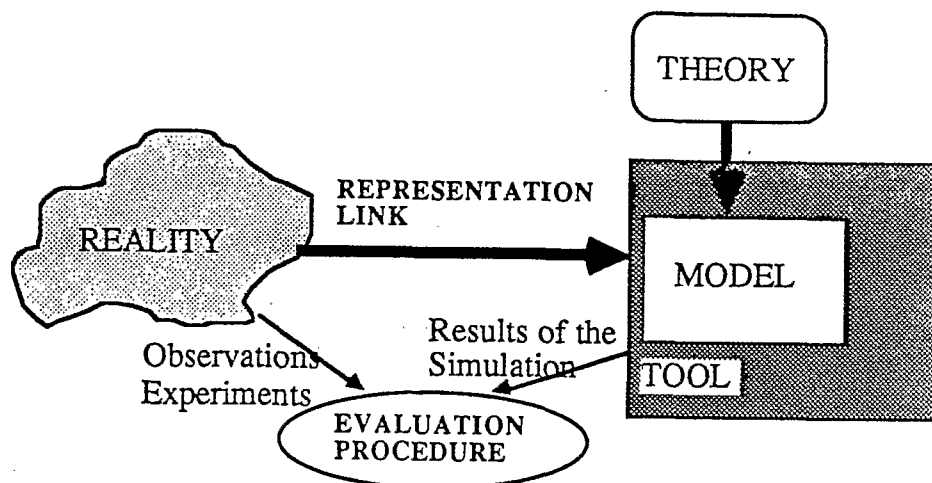 THEORY
REPRESENTATION
LINK
REALITY
MODEL
Results of the
Simulation
Observations
Experiments
TOOL
EVALUATION
PROCEDURE